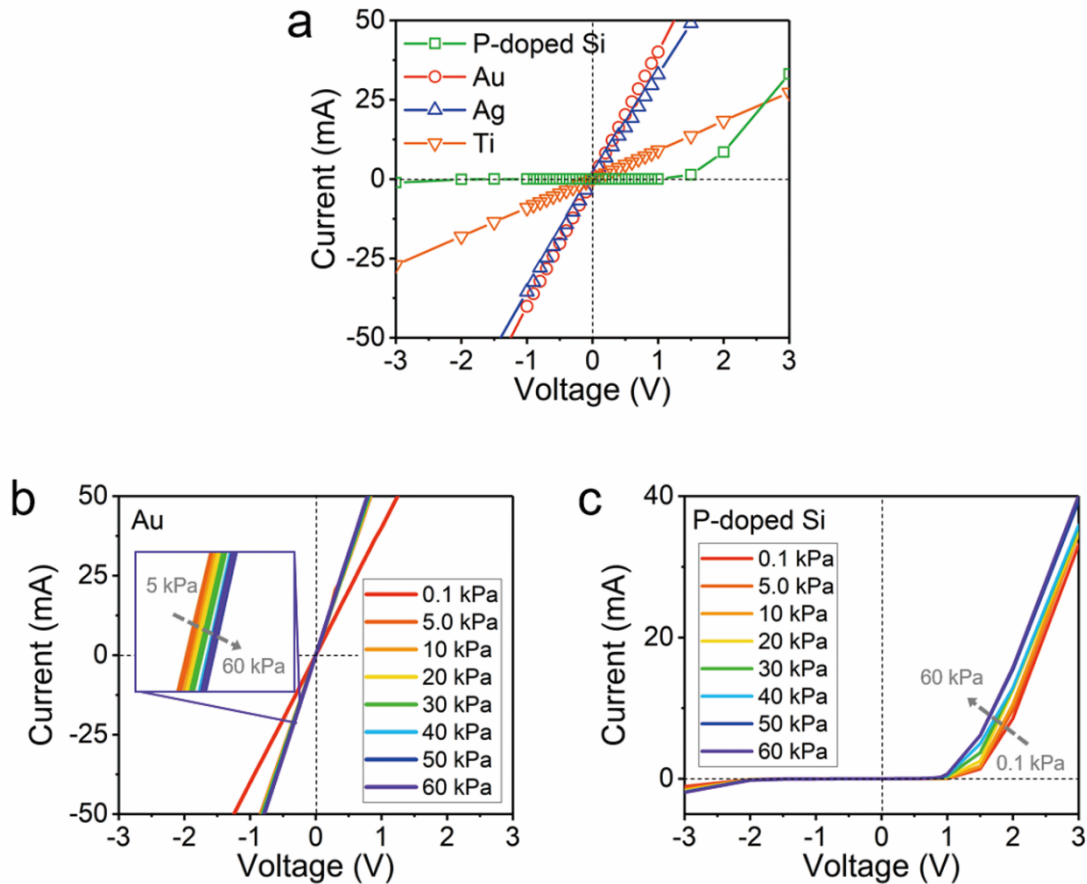 a
P-doped Si
Au
Ag
Ti
50
25
0
-25
-50
Current (mA)
-3 -2 -1 0 1 2 3
Voltage (V)
b
Au
5 kPa
60 kPa
0.1 kPa
5.0 kPa
10 kPa
20 kPa
30 kPa
40 kPa
50 kPa
60 kPa
50
25
0
-25
-50
Current (mA)
-3 -2 -1 0 1 2 3
Voltage (V)
c
P-doped Si
0.1 kPa
5.0 kPa
10 kPa
20 kPa
30 kPa
40 kPa
50 kPa
60 kPa
60 kPa
0.1 kPa
40
20
0
Current (mA)
-3 -2 -1 0 1 2 3
Voltage (V)